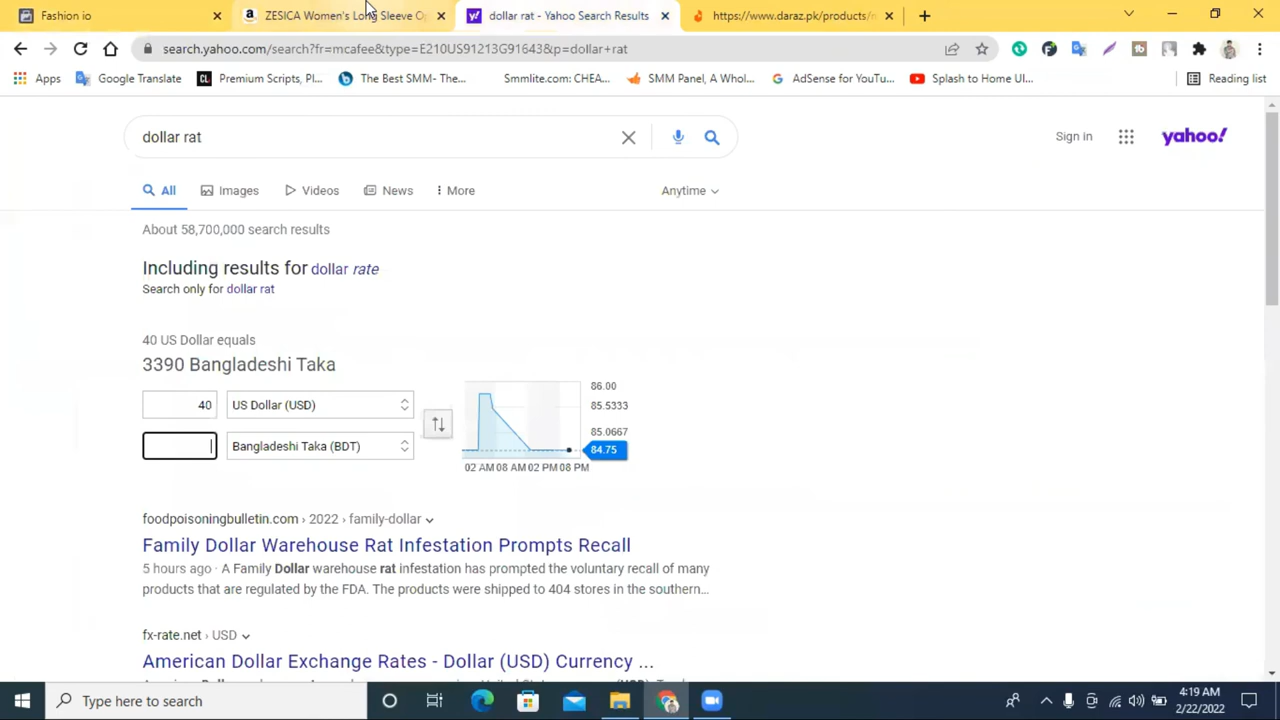 Fashion io
ZESICA Women's Long Sleeve Op
dollar rat - Yahoo Search Results
https://www.daraz.pk/products/n
search.yahoo.com/search?fr=mcafee&type=E210US91213G91643&p=dollar+rat
Apps
Google Translate
CL
Premium Scripts, Pl...
The Best SMM- The...
Smmlite.com: CHEA...
SMM Panel, A Whol...
AdSense for YouTu...
Splash to Home UI...
Reading list
dollar rat
Sign in
yahoo!
All
Images
Videos
News
More
Anytime
About 58,700,000 search results
Including results for dollar rate
Search only for dollar rat
40 US Dollar equals
3390 Bangladeshi Taka
40
US Dollar (USD)
Bangladeshi Taka (BDT)
86.00
85.5333
85.0667
84.75
02 AM 08 AM 02 PM 08 PM
foodpoisoningbulletin.com › 2022 › family-dollar
Family Dollar Warehouse Rat Infestation Prompts Recall
5 hours ago · A Family Dollar warehouse rat infestation has prompted the voluntary recall of many
products that are regulated by the FDA. The products were shipped to 404 stores in the southern...
fx-rate.net › USD
American Dollar Exchange Rates - Dollar (USD) Currency ...
Type here to search
4:19 AM
2/22/2022